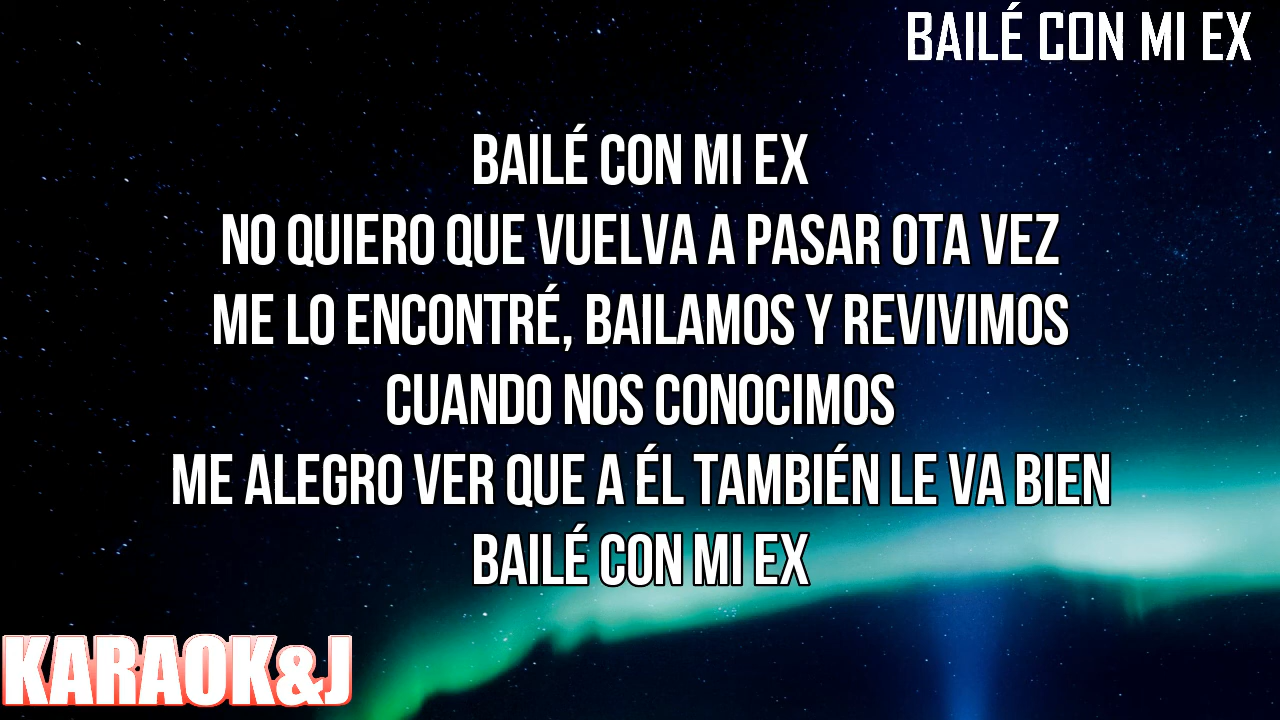 BAILÉ CON MI EX
BAILÉ CON MI EX
NO QUIERO QUE VUELVA A PASAR OTA VEZ
ME LO ENCONTRÉ, BAILAMOS Y REVIVIMOS
CUANDO NOS CONOCIMOS
ME ALEGRO VER QUE A ÉL TAMBIÉN LE VA BIEN
BAILÉ CON MI EX
KARAOK&J